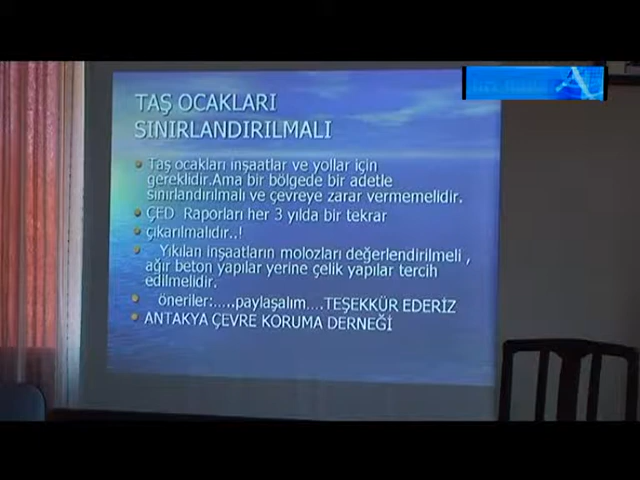 TAŞ OCAKLARI
SINIRLANDIRILMALI
Taş ocakları inşaatlar ve yollar için
gereklidir.Ama bir bölgede bir adetle
sınırlandırılmalı ve çevreye zarar vermemelidir.
ÇED Raporları her 3 yılda bir tekrar
çıkarılmalıdır..!
Yıkılan inşaatların molozları değerlendirilmeli ,
ağır beton yapılar yerine çelik yapılar tercih
edilmelidir.
öneriler:…..paylaşalım….TEŞEKKÜR EDERİZ
ANTAKYA ÇEVRE KORUMA DERNEĞİ